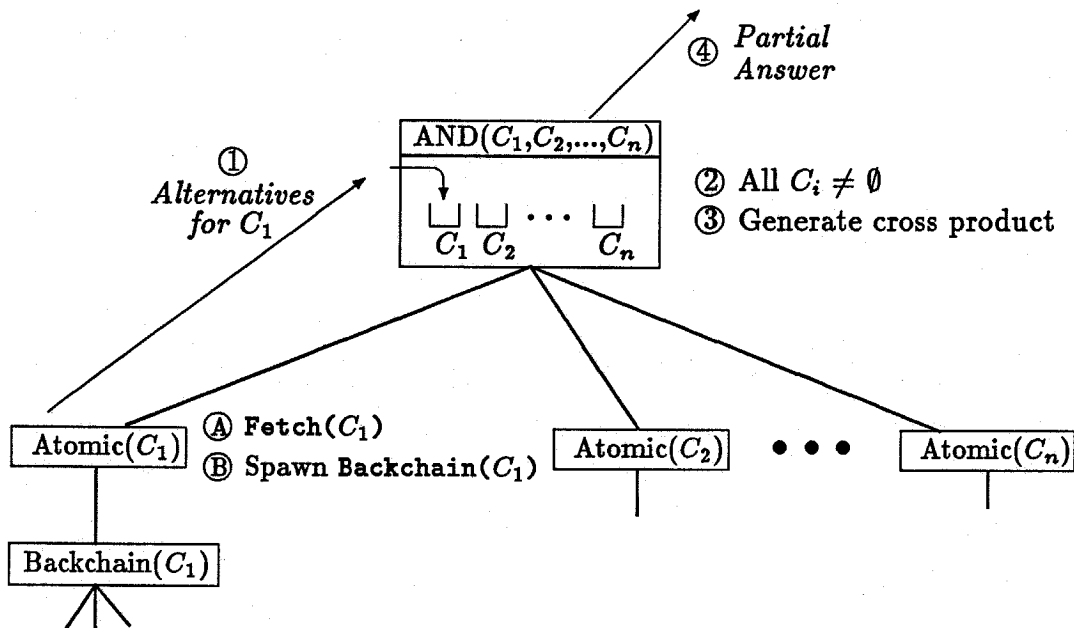 ④ Partial
Answer
AND(C₁,C₂,...,Cₙ)
①
Alternatives
for C₁
② All Cᵢ ≠ ∅
③ Generate cross product
C₁ C₂ ··· Cₙ
Atomic(C₁)
Ⓐ Fetch(C₁)
Ⓑ Spawn Backchain(C₁)
Atomic(C₂)
● ● ●
Atomic(Cₙ)
Backchain(C₁)